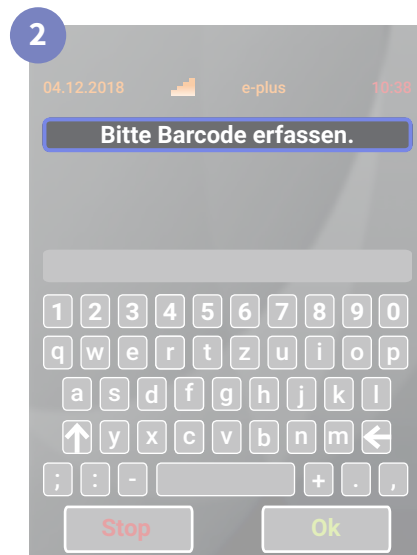 2
04.12.2018 e-plus 10:38
Bitte Barcode erfassen.
1 2 3 4 5 6 7 8 9 0
q w e r t z u i o p
a s d f g h j k l
y x c v b n m
; : - + . ,
Stop Ok